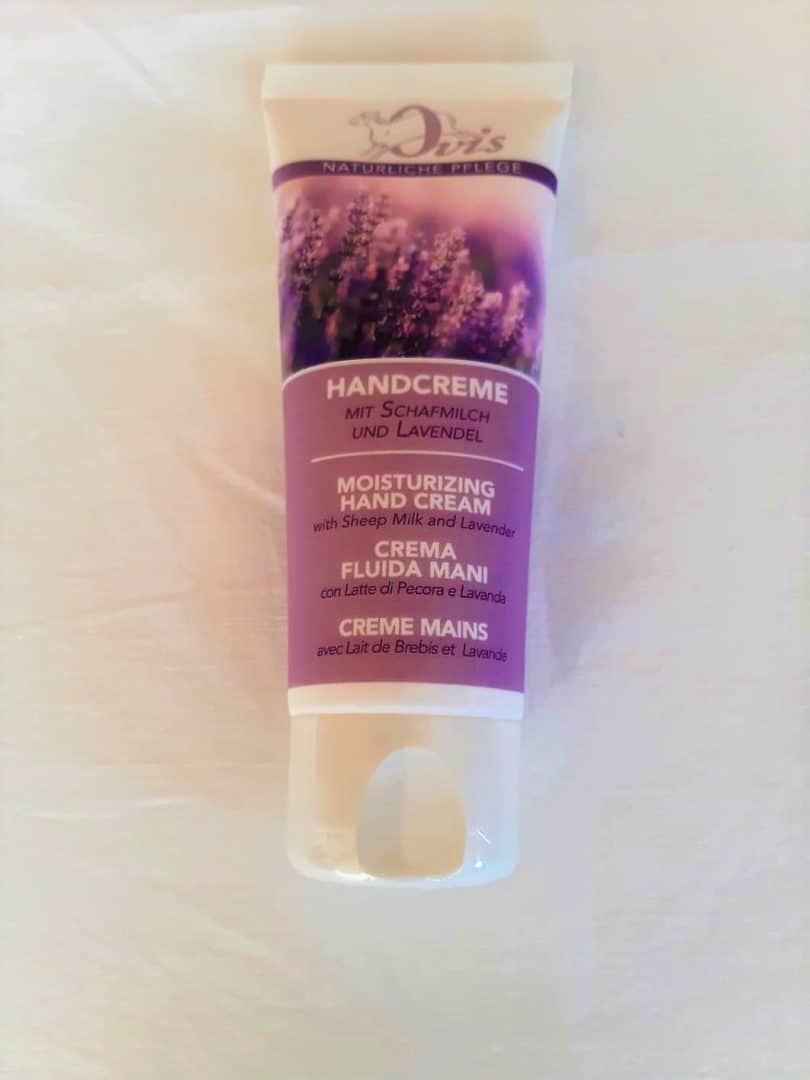 Ovis
NATÜRLICHE PFLEGE
HANDCREME
MIT SCHAFMILCH
UND LAVENDEL
MOISTURIZING
HAND CREAM
with Sheep Milk and Lavender
CREMA
FLUIDA MANI
con Latte di Pecora e Lavanda
CREME MAINS
avec Lait de Brebis et Lavande